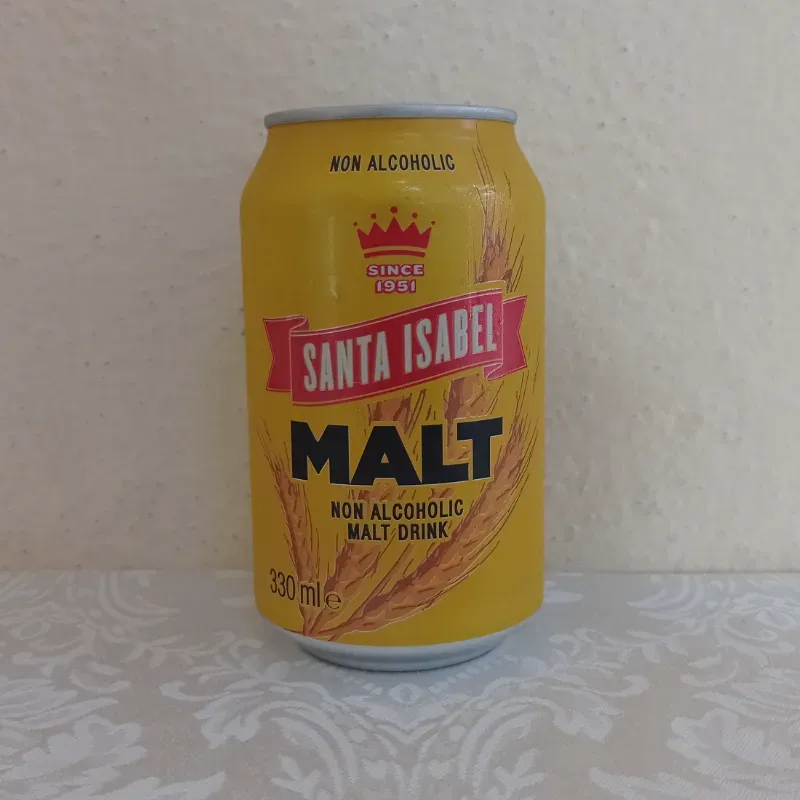 NON ALCOHOLIC
SINCE
1951
SANTA ISABEL
MALT
NON ALCOHOLIC
MALT DRINK
330 ml ℮